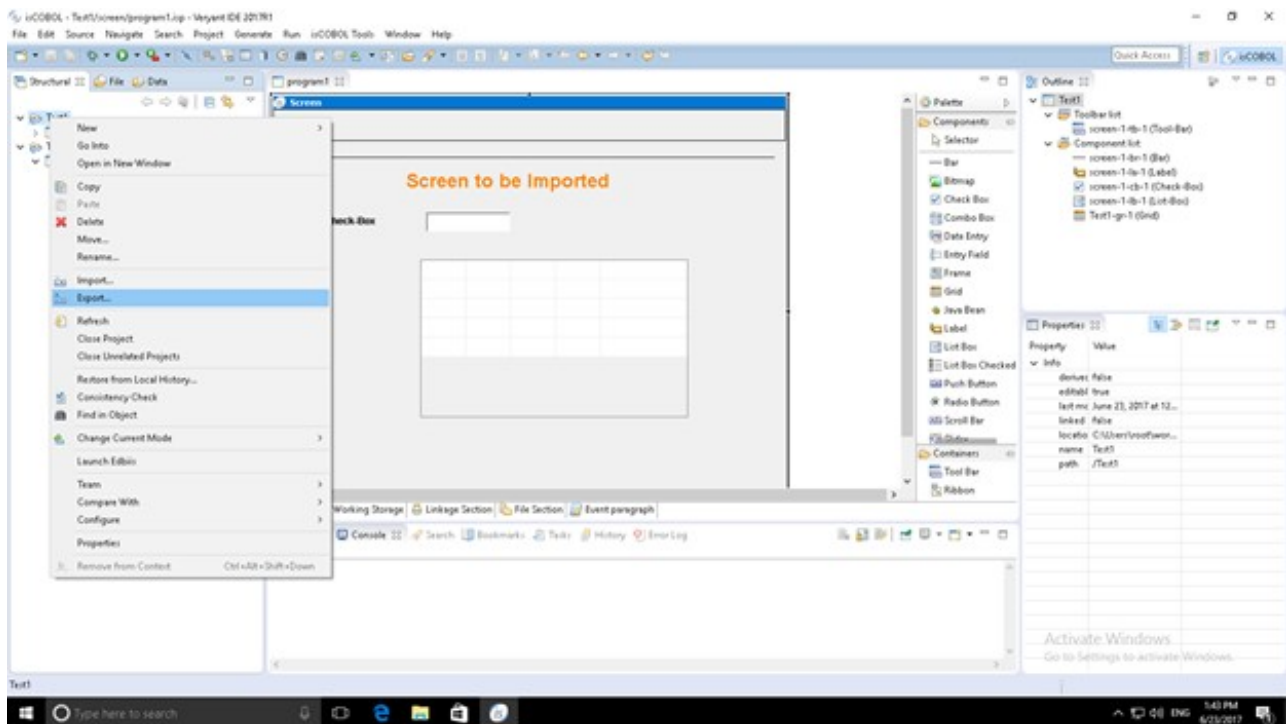 isCOBOL - Test1/screen/program1.isp - Veryant IDE 2017R1
File Edit Source Navigate Search Project Generate Run isCOBOL Tools Window Help
Quick Access
isCOBOL
Structural File Data
New
Go Into
Open in New Window
Copy
Paste
Delete
Move...
Rename...
Import...
Export...
Refresh
Close Project
Close Unrelated Projects
Restore from Local History...
Consistency Check
Find in Object
Change Current Mode
Launch Edbiis
Team
Compare With
Configure
Properties
Remove from Context Ctrl+Alt+Shift+Down
program1
Screen
Screen to be Imported
heck-Box
Working Storage Linkage Section File Section Event paragraph
Console Search Bookmarks Tasks History Error Log
Palette
Components
Selector
Bar
Bitmap
Check Box
Combo Box
Date Entry
Entry Field
Frame
Grid
Java Bean
Label
List Box
List Box Checked
Push Button
Radio Button
Scroll Bar
Containers
Tool Bar
Ribbon
Outline
Test1
Toolbar list
screen-1-tb-1 (Tool-Bar)
Component list
screen-1-br-1 (Bar)
screen-1-la-1 (Label)
screen-1-cb-1 (Check-Box)
screen-1-lb-1 (List-Box)
Test1-gr-1 (Grid)
Properties
Property Value
Info
derivec false
editabl true
last mc June 23, 2017 at 12...
linked false
locatio C:\Users\root\wor...
name Test1
path /Test1
Activate Windows
Go to Settings to activate Windows.
Test1
Type here to search
ENG
1:43 PM
6/23/2017